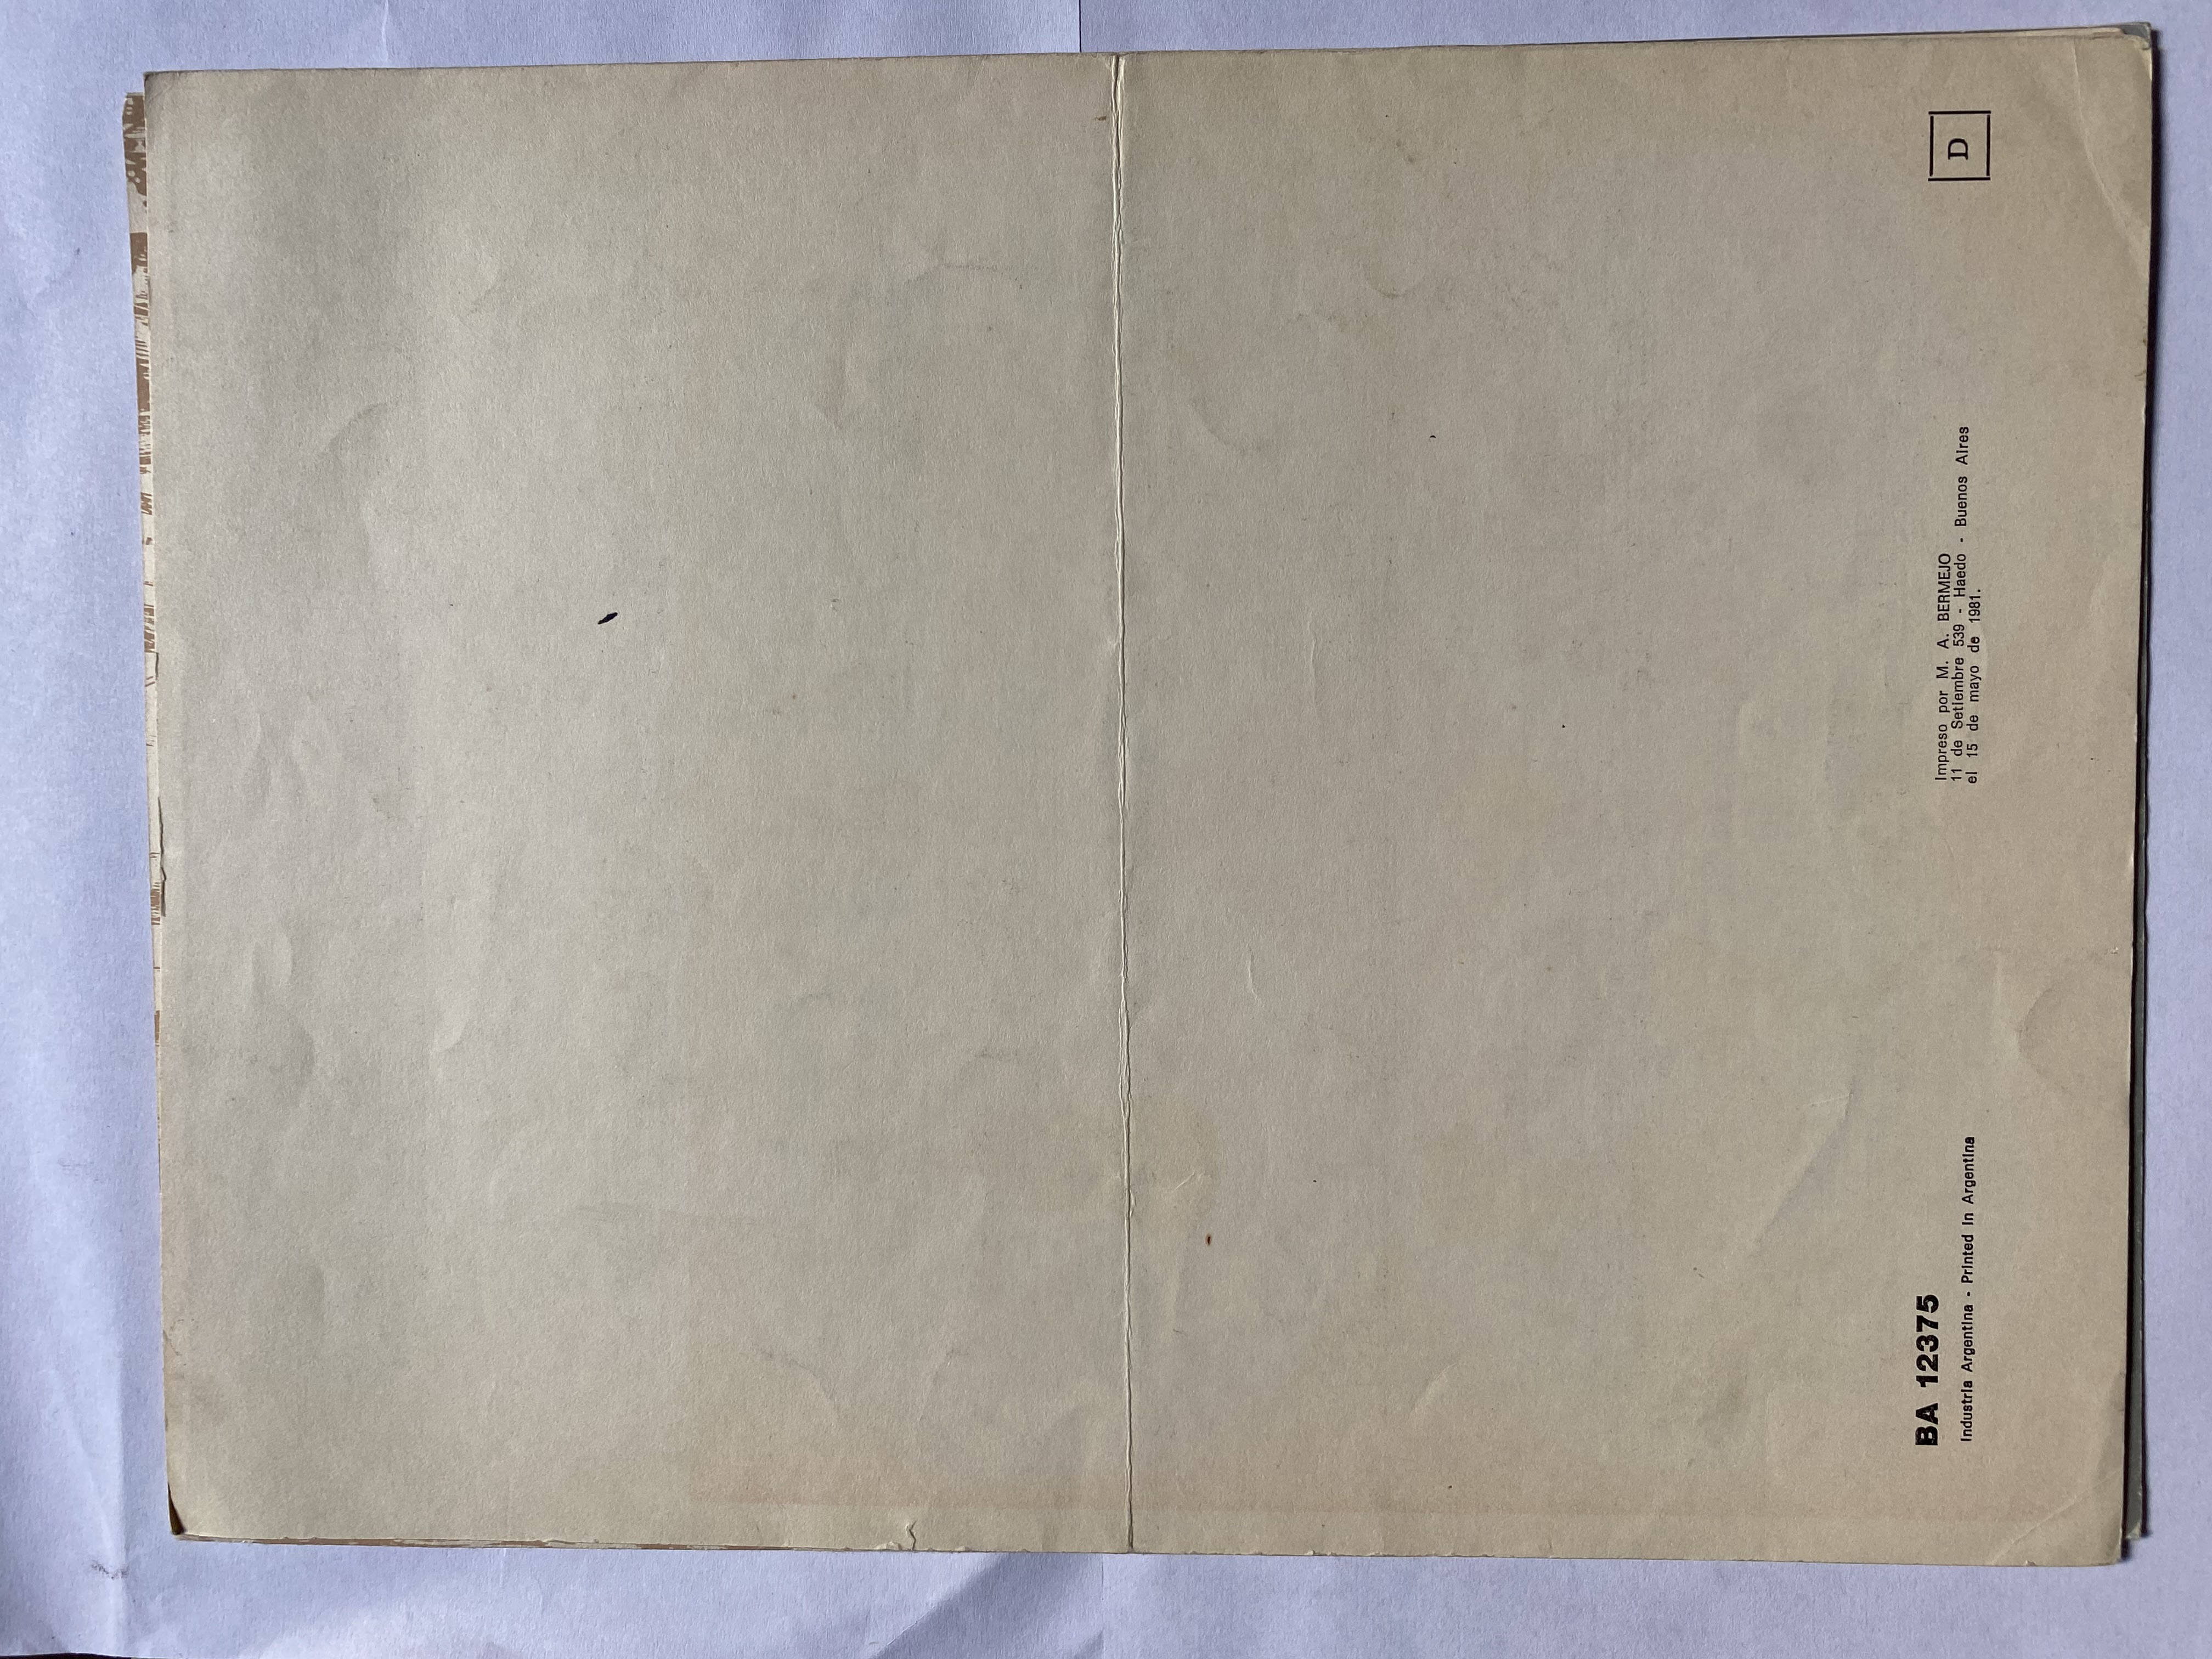 BA 12375
Industria Argentina - Printed in Argentina
Impreso por M. A. BERMEJO
11 de Setiembre 539 - Haedo - Buenos Aires
el 15 de mayo de 1981.
D